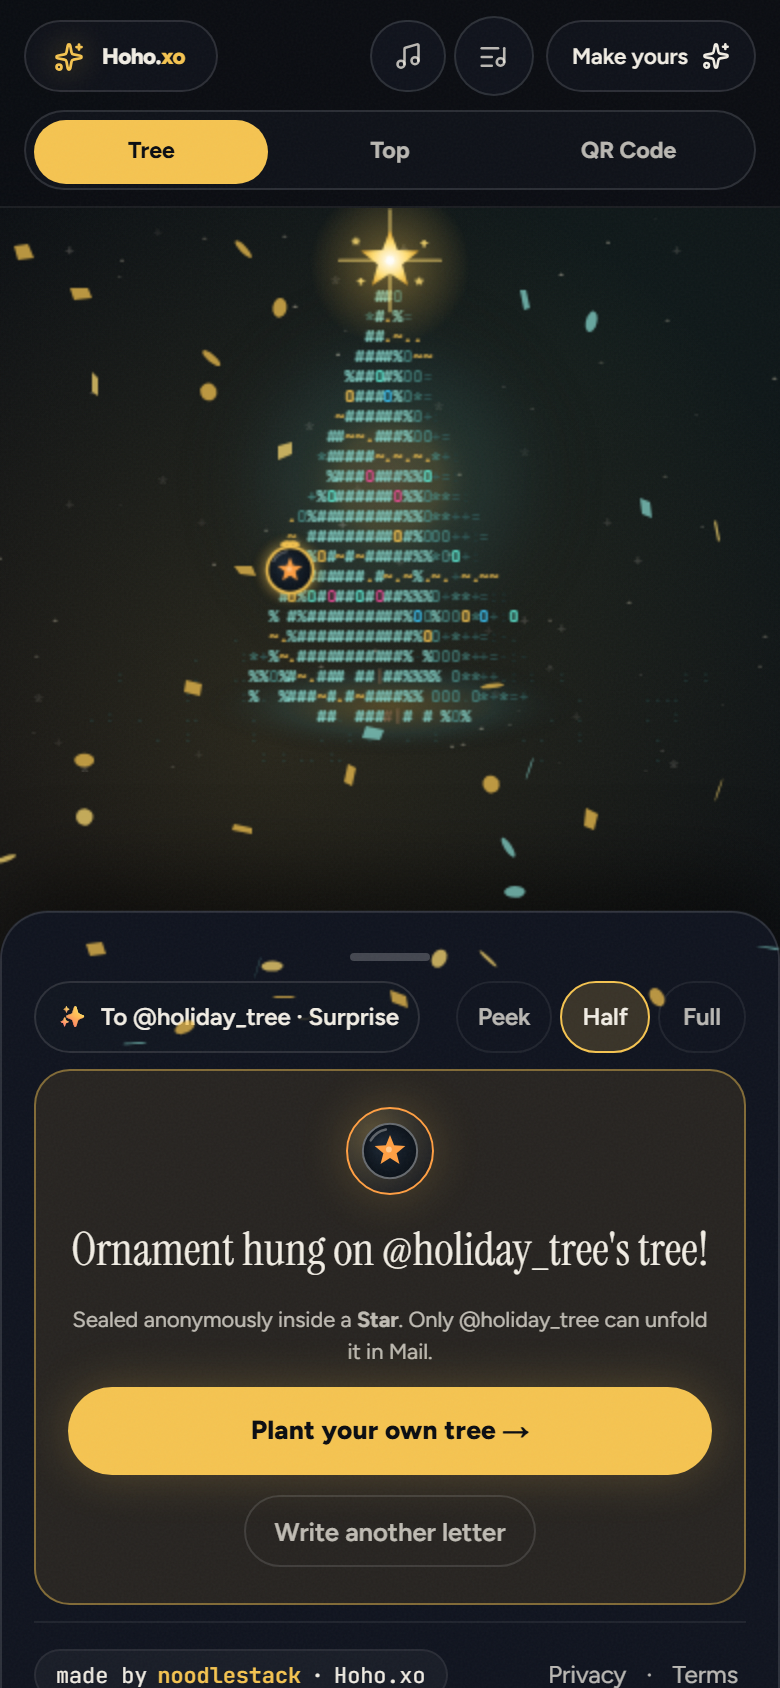 Hoho.xo
Make yours
Tree
Top
QR Code
To @holiday_tree · Surprise
Peek
Half
Full
Ornament hung on @holiday_tree's tree!
Sealed anonymously inside a Star. Only @holiday_tree can unfold
it in Mail.
Plant your own tree →
Write another letter
made by noodlestack · Hoho.xo
Privacy · Terms